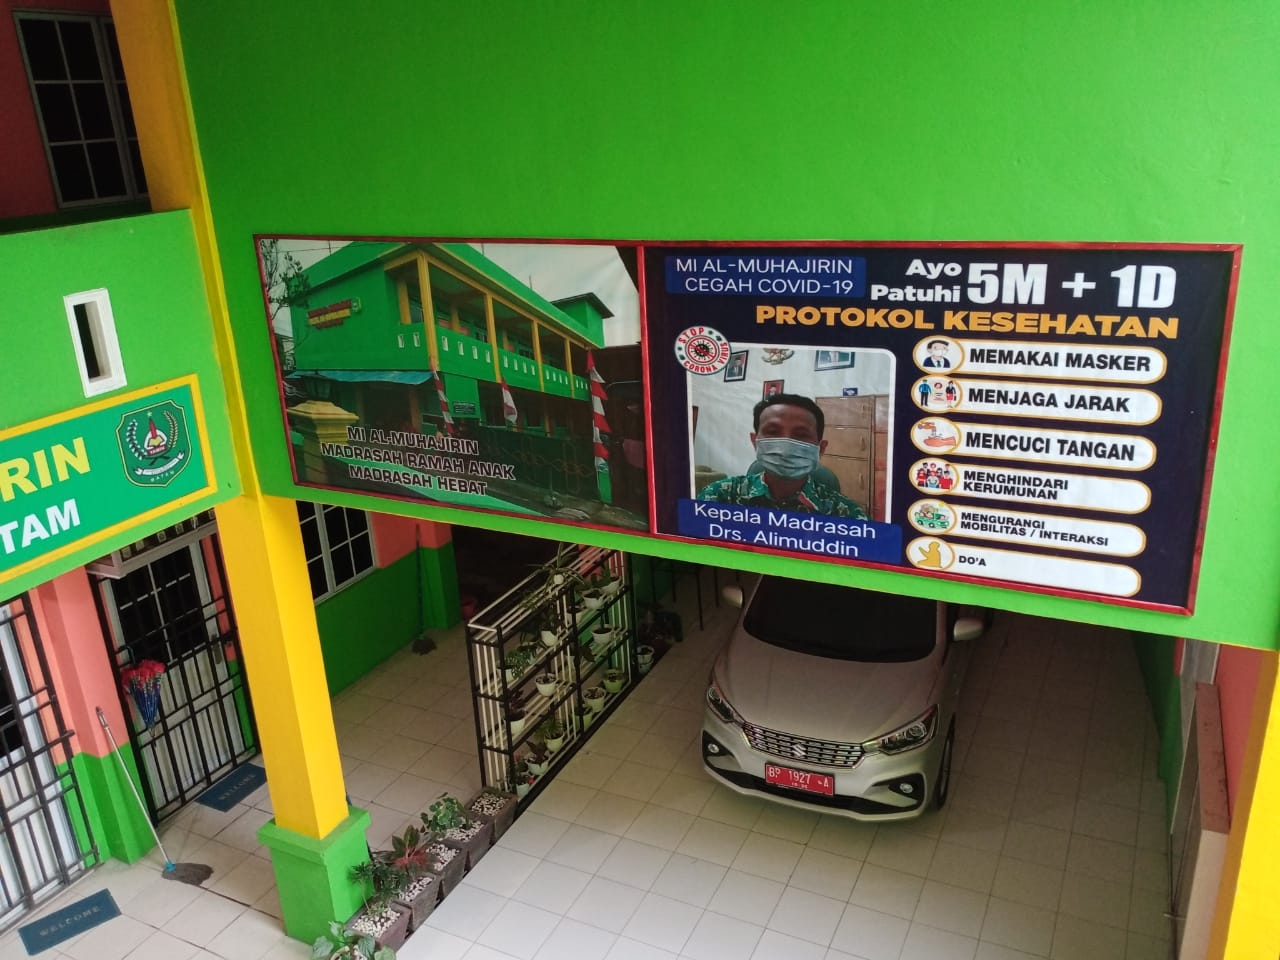 RIN
TAM
BATAM
MI AL-MUHAJIRIN
MADRASAH RAMAH ANAK
MADRASAH HEBAT
MI AL-MUHAJIRIN
CEGAH COVID-19
Ayo
Patuhi
5M + 1D
PROTOKOL KESEHATAN
STOP
VIRUS
CORONA
MEMAKAI MASKER
MENJAGA JARAK
MENCUCI TANGAN
MENGHINDARI
KERUMUNAN
MENGURANGI
MOBILITAS / INTERAKSI
DO'A
Kepala Madrasah
Drs. Alimuddin
BP 1927 A
WELCOME
WELCOME